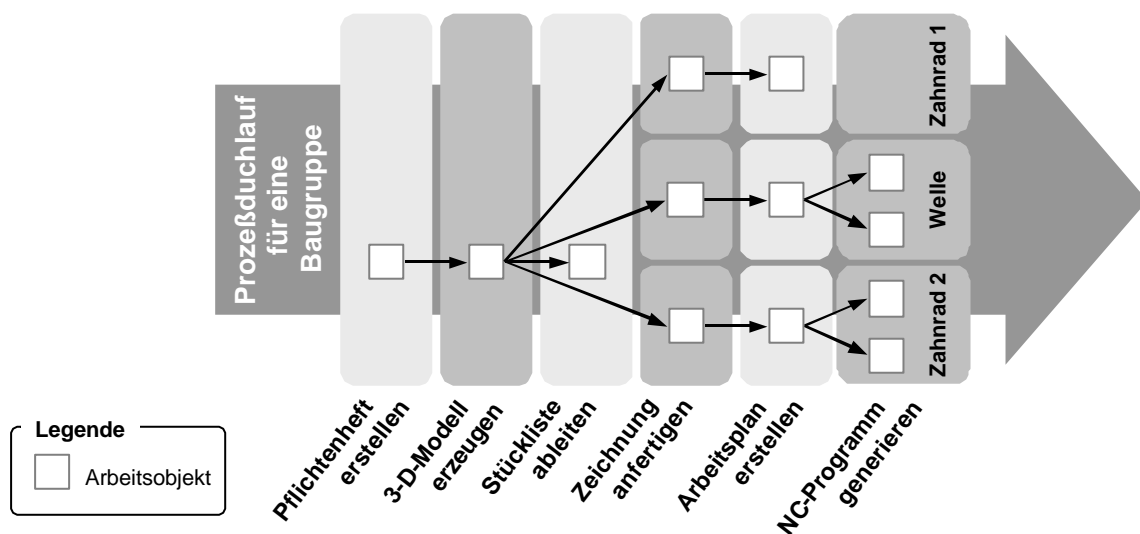 Prozeßduchlauf
für eine
Baugruppe
Zahnrad 1
Welle
Zahnrad 2
Pflichtenheft
erstellen
3-D-Modell
erzeugen
Stückliste
ableiten
Zeichnung
anfertigen
Arbeitsplan
erstellen
NC-Programm
generieren
Legende
Arbeitsobjekt